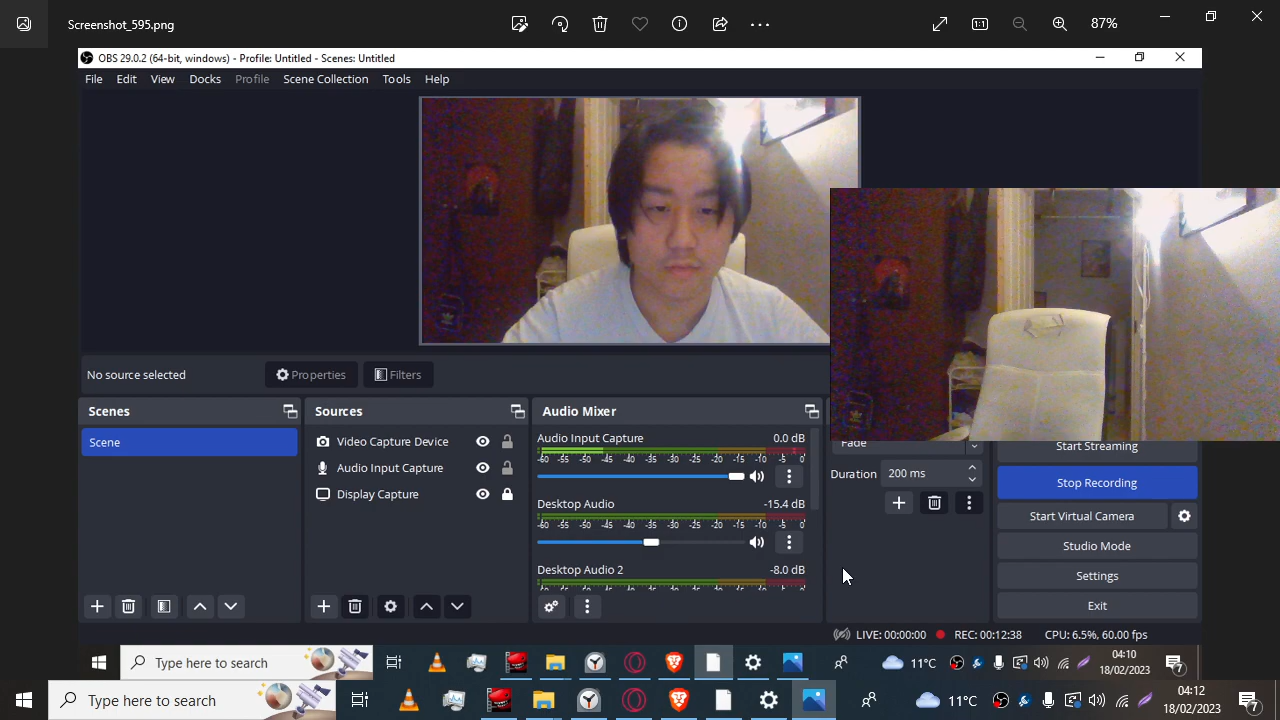 Screenshot_595.png
87%
OBS 29.0.2 (64-bit, windows) - Profile: Untitled - Scenes: Untitled
File Edit View Docks Profile Scene Collection Tools Help
No source selected Properties Filters
Scenes
Scene
Sources
Video Capture Device
Audio Input Capture
Display Capture
Audio Mixer
Audio Input Capture 0.0 dB
-60 -55 -50 -45 -40 -35 -30 -25 -20 -15 -10 -5 0
Desktop Audio -15.4 dB
-60 -55 -50 -45 -40 -35 -30 -25 -20 -15 -10 -5 0
Desktop Audio 2 -8.0 dB
Fade
Duration 200 ms
Start Streaming
Stop Recording
Start Virtual Camera
Studio Mode
Settings
Exit
LIVE: 00:00:00 REC: 00:12:38 CPU: 6.5%, 60.00 fps
Type here to search 11°C 04:10
18/02/2023 7
Type here to search 11°C 04:12
18/02/2023 7